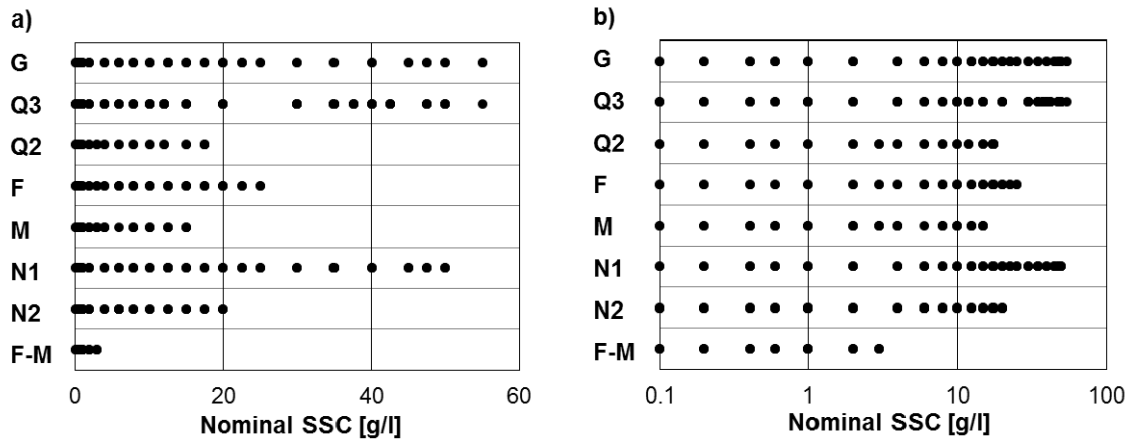 a)
G
Q3
Q2
F
M
N1
N2
F-M
0 20 40 60
Nominal SSC [g/l]
b)
G
Q3
Q2
F
M
N1
N2
F-M
0.1 1 10 100
Nominal SSC [g/l]